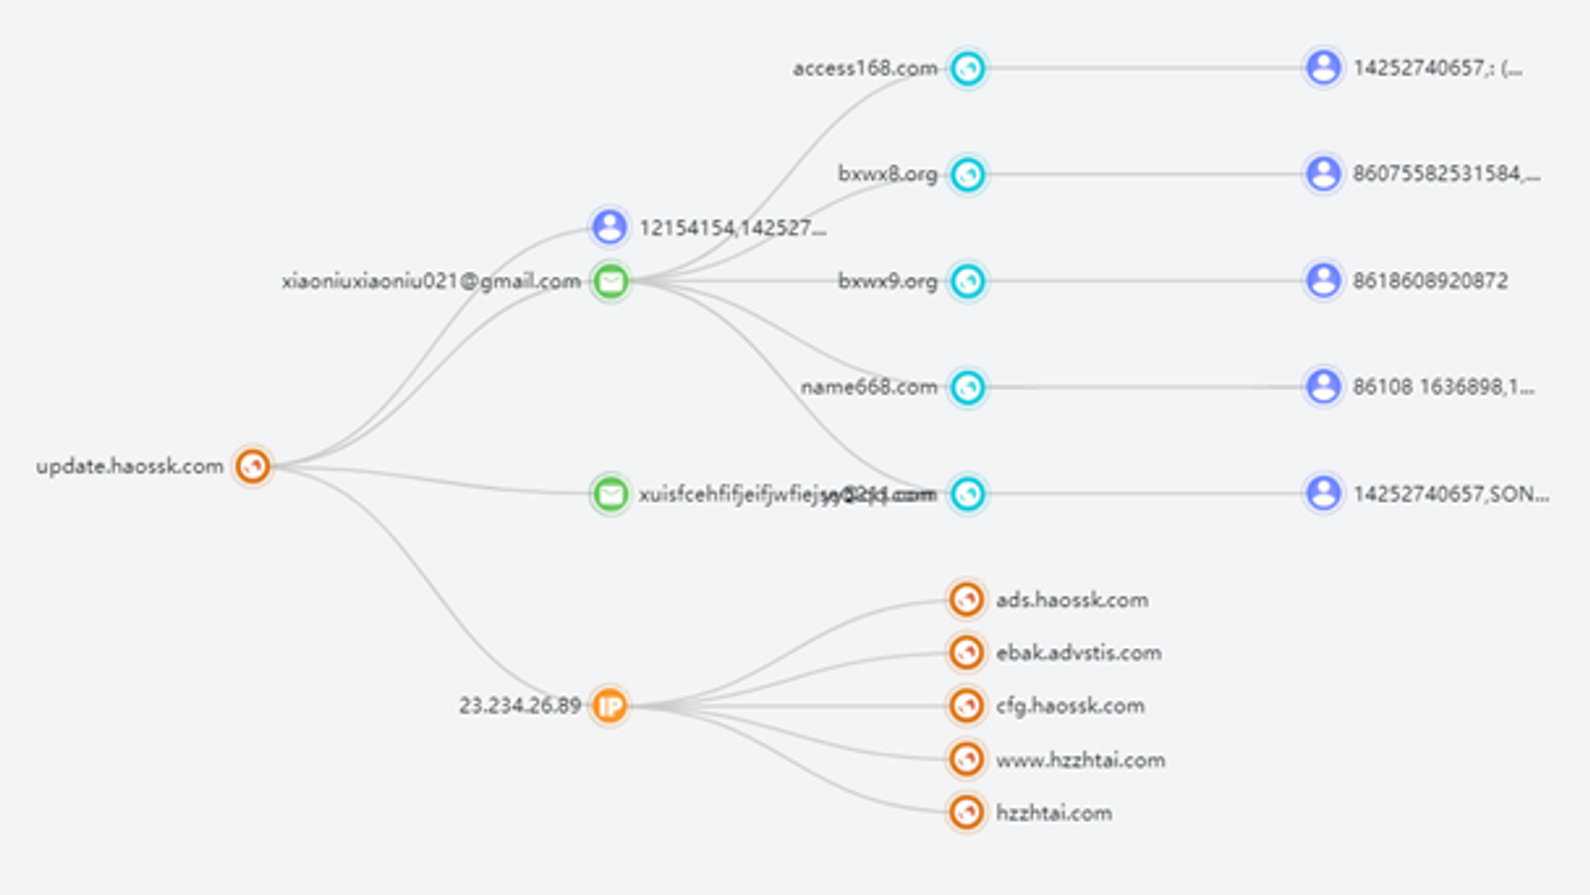 access168.com
14252740657,: (...
bxwx8.org
86075582531584,...
12154154,142527...
xiaoniuxiaoniu021@gmail.com
bxwx9.org
8618608920872
name668.com
86108 1636898,1...
update.haossk.com
14252740657,SON...
ads.haossk.com
ebak.advstis.com
23.234.26.89
IP
cfg.haossk.com
www.hzzhtai.com
hzzhtai.com